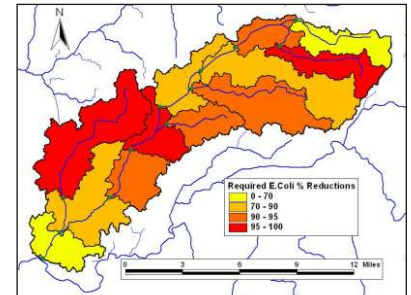 N
Required E.Coli % Reductions
0 - 70
70 - 90
90 - 95
95 - 100
0 3 6 9 12 Miles